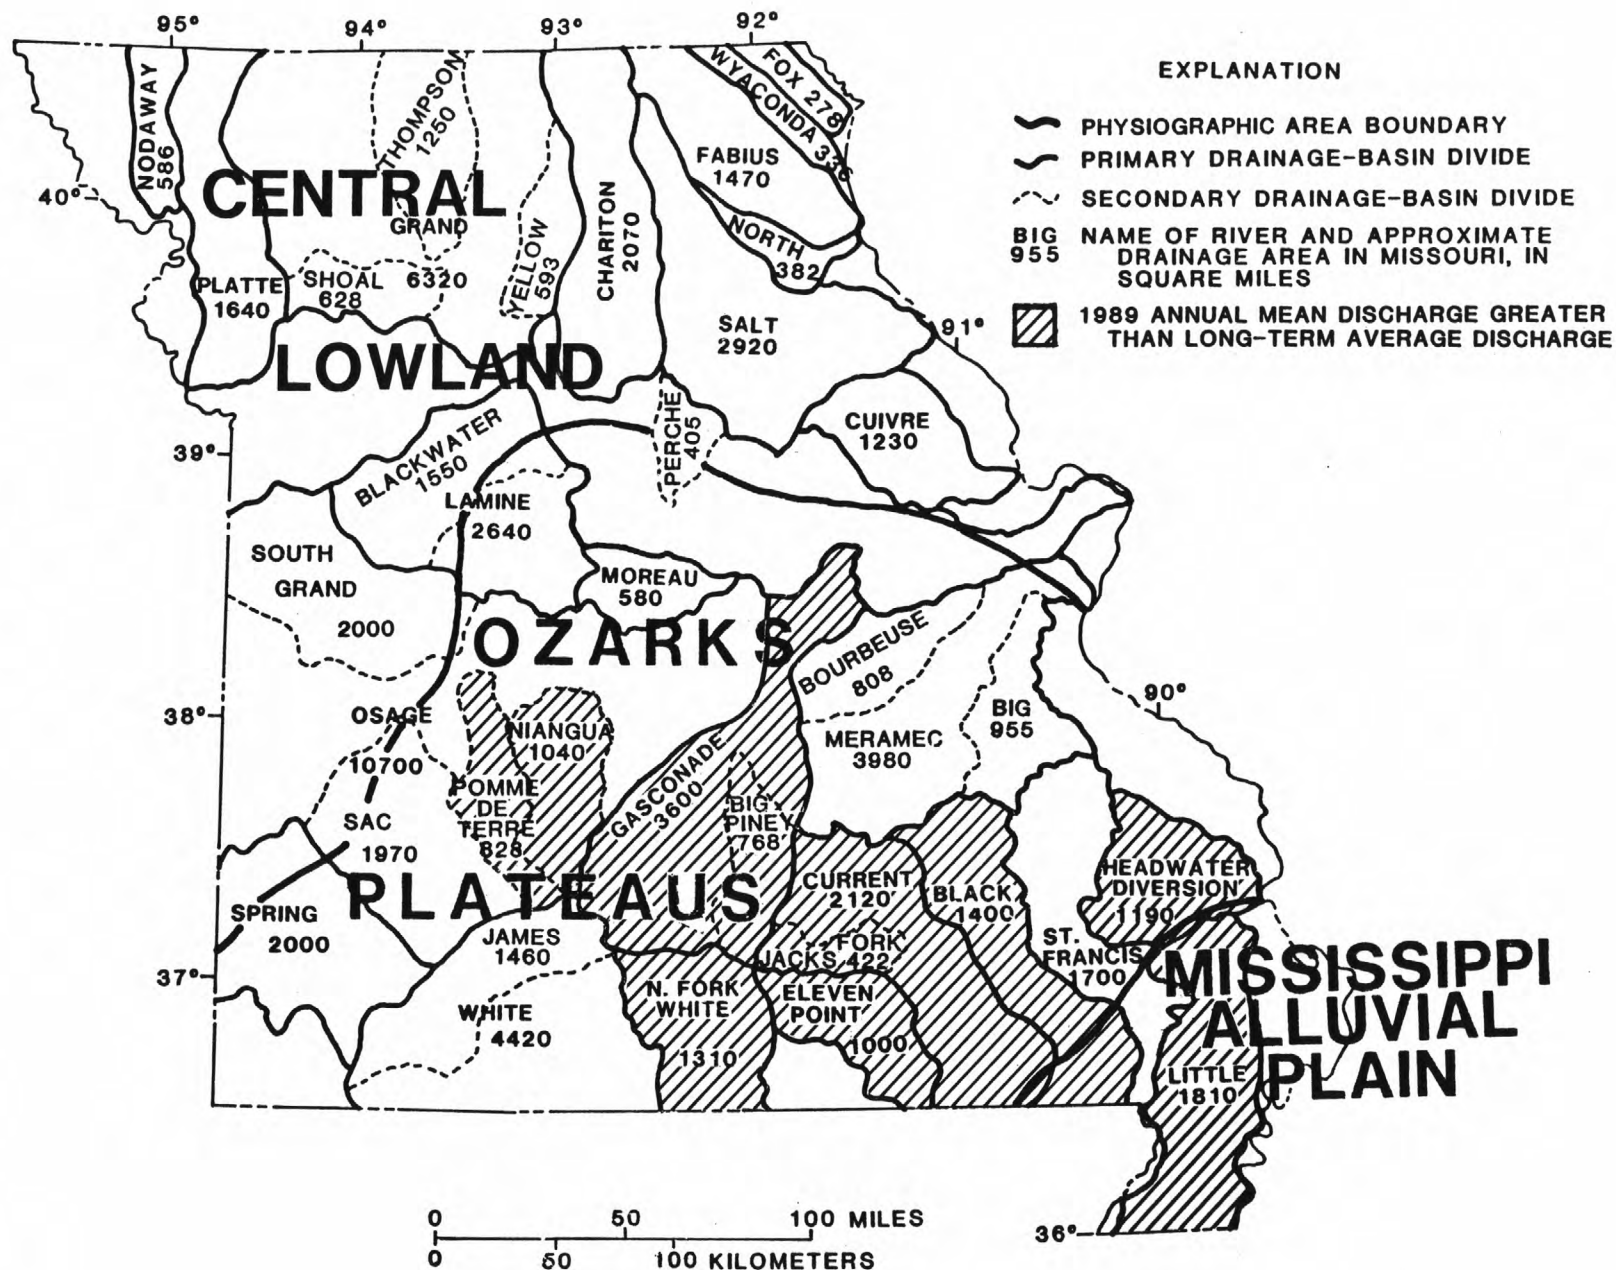 95°
94°
93°
92°
NODAWAY
586
THOMPSON
1250
WYACONDA 336
FOX 278
FABIUS
1470
40°
CENTRAL
GRAND
6320
YELLOW
593
CHARITON
2070
NORTH
382
PLATTE
1640
SHOAL
628
SALT
2920
91°
LOWLAND
PERCHE
405
CUIVRE
1230
39°
BLACKWATER
1550
LAMINE
2640
SOUTH
GRAND
2000
MOREAU
580
OZARKS
BOURBEUSE
808
38°
90°
OSAGE
10700
NIANGUA
1040
BIG
955
MERAMEC
3980
POMME
DE
TERRE
828
GASCONADE
3600
BIG
PINEY
768
SAC
1970
PLATEAUS
CURRENT
2120
BLACK
1400
HEADWATER
DIVERSION
1190
SPRING
2000
JAMES
1460
JACKS FORK
422
ST.
FRANCIS
1700
37°
N. FORK
WHITE
1310
ELEVEN
POINT
1000
WHITE
4420
MISSISSIPPI
ALLUVIAL
PLAIN
LITTLE
1810
36°
EXPLANATION
PHYSIOGRAPHIC AREA BOUNDARY
PRIMARY DRAINAGE-BASIN DIVIDE
SECONDARY DRAINAGE-BASIN DIVIDE
BIG NAME OF RIVER AND APPROXIMATE
955 DRAINAGE AREA IN MISSOURI, IN
SQUARE MILES
1989 ANNUAL MEAN DISCHARGE GREATER
THAN LONG-TERM AVERAGE DISCHARGE
0 50 100 MILES
0 50 100 KILOMETERS